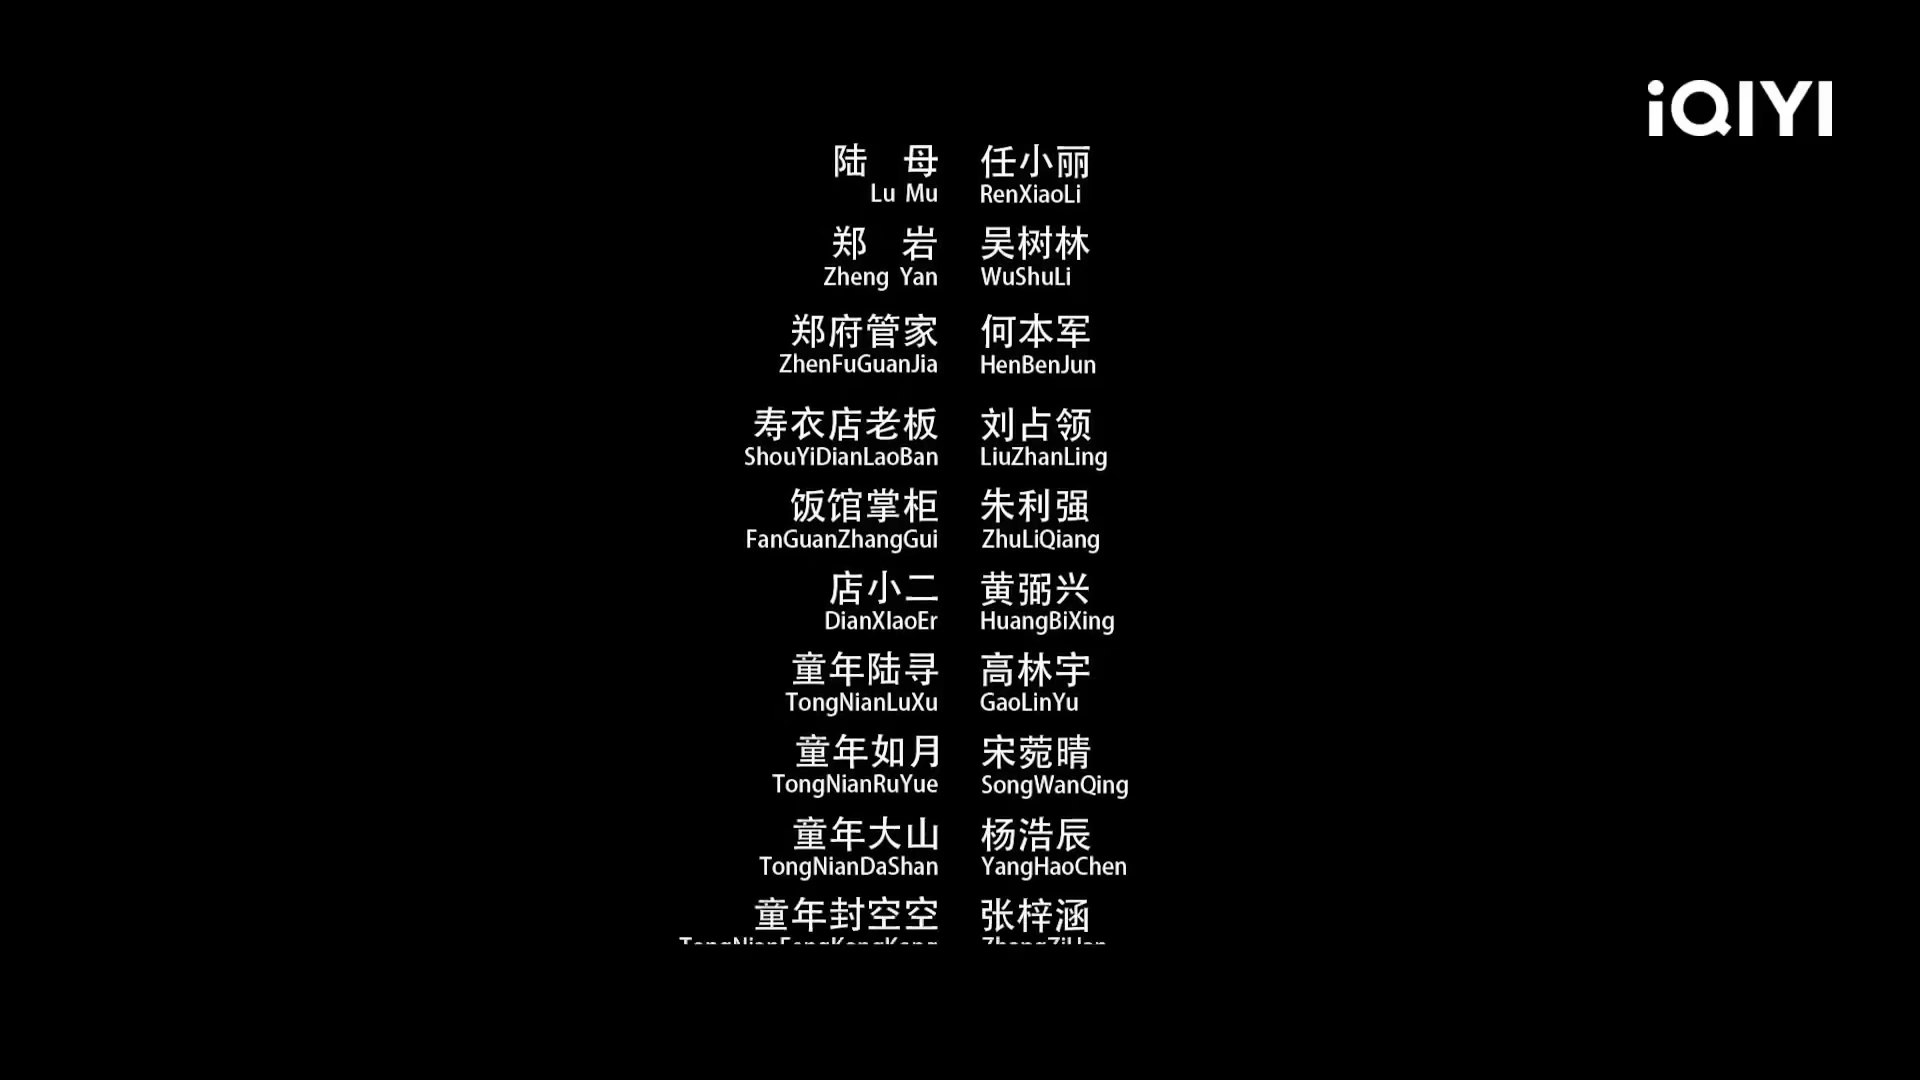 iQIYI
陆 母 任小丽
Lu Mu RenXiaoLi
郑 岩 吴树林
Zheng Yan WuShuLi
郑府管家 何本军
ZhenFuGuanJia HenBenJun
寿衣店老板 刘占领
ShouYiDianLaoBan LiuZhanLing
饭馆掌柜 朱利强
FanGuanZhangGui ZhuLiQiang
店小二 黄弼兴
DianXIaoEr HuangBiXing
童年陆寻 高林宇
TongNianLuXu GaoLinYu
童年如月 宋菀晴
TongNianRuYue SongWanQing
童年大山 杨浩辰
TongNianDaShan YangHaoChen
童年封空空 张梓涵